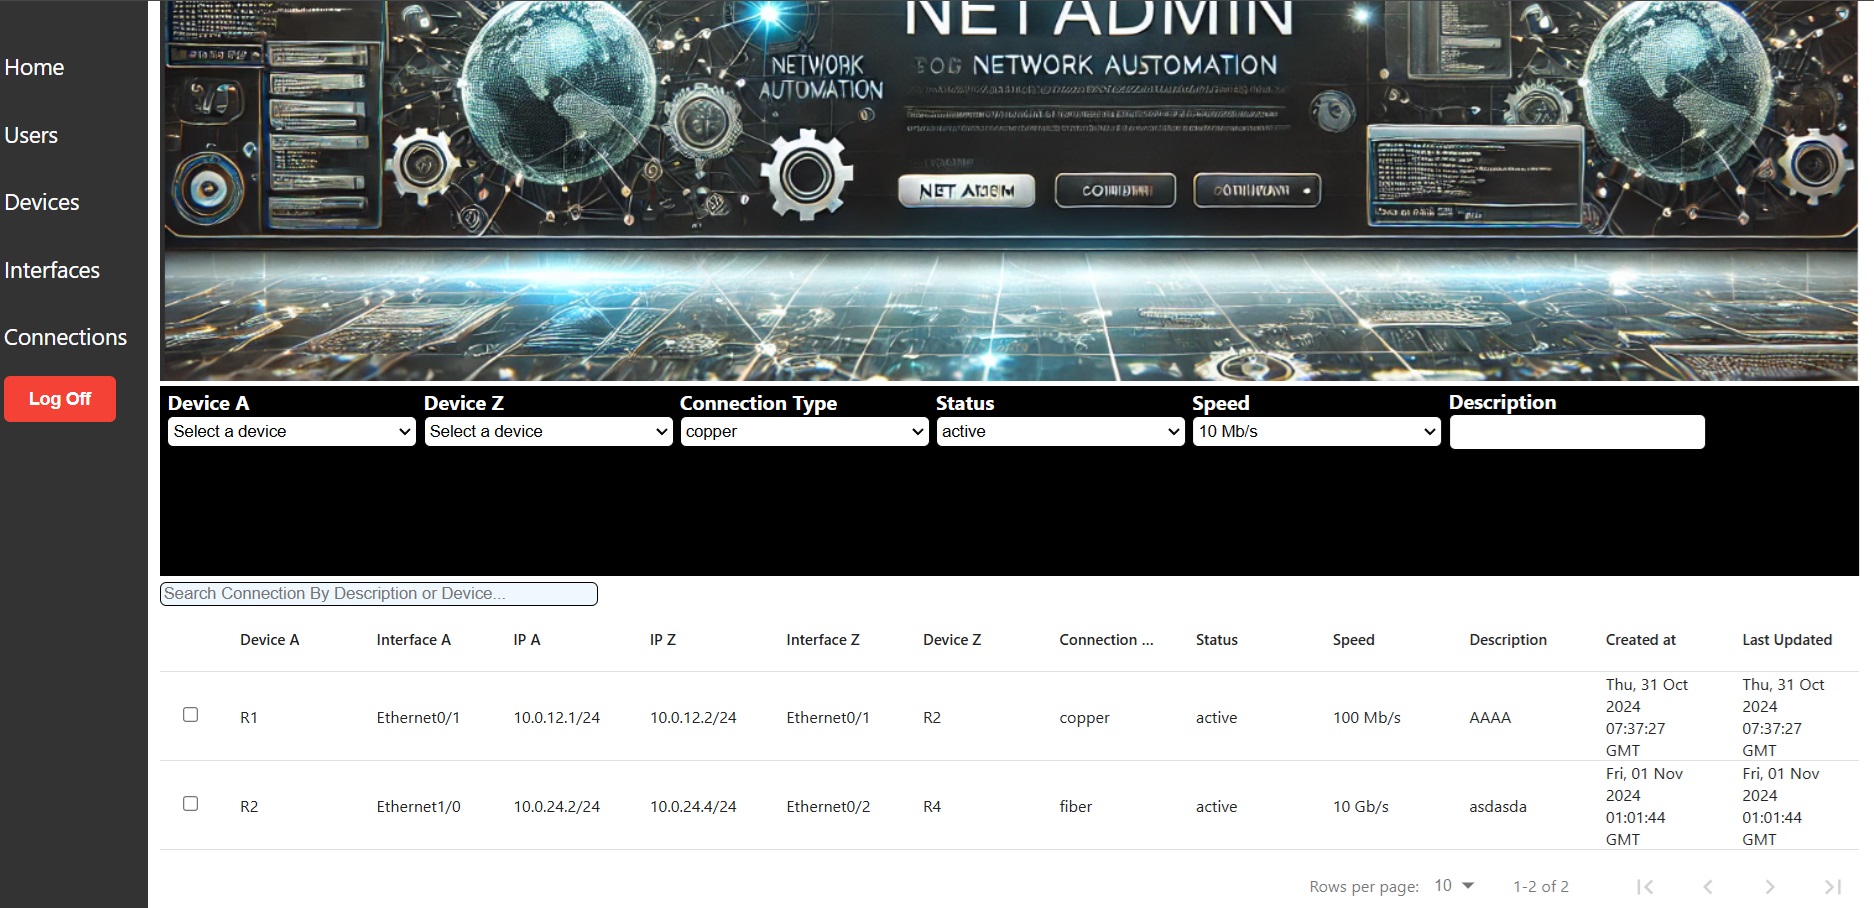 Home
Users
Devices
Interfaces
Connections
Log Off
NET ADMIN
NETWORK AUTOMATION
NETWORK
AUTOMATION
Device A
Device Z
Connection Type
Status
Speed
Description
Select a device
Select a device
copper
active
10 Mb/s
Search Connection By Description or Device...
Device A Interface A IP A IP Z Interface Z Device Z Connection ... Status Speed Description Created at Last Updated
R1 Ethernet0/1 10.0.12.1/24 10.0.12.2/24 Ethernet0/1 R2 copper active 100 Mb/s AAAA
Thu, 31 Oct
2024
07:37:27
GMT
Thu, 31 Oct
2024
07:37:27
GMT
R2 Ethernet1/0 10.0.24.2/24 10.0.24.4/24 Ethernet0/2 R4 fiber active 10 Gb/s asdasda
Fri, 01 Nov
2024
01:01:44
GMT
Fri, 01 Nov
2024
01:01:44
GMT
Rows per page: 10 1-2 of 2